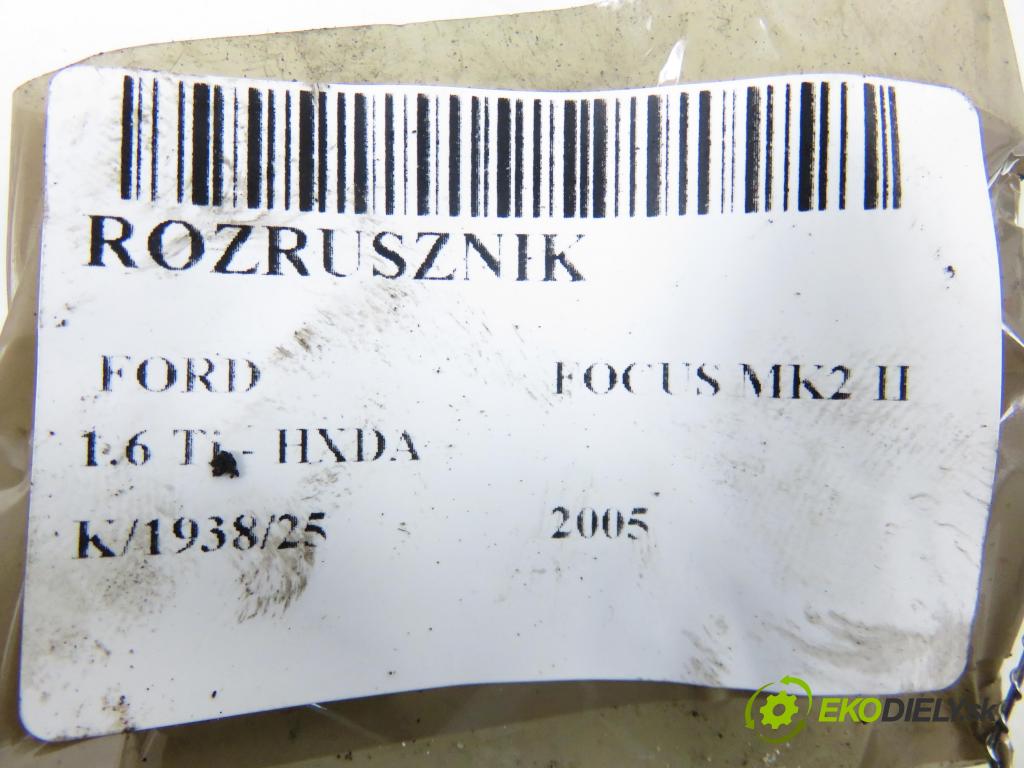 ROZRUSZNIK
FORD FOCUS MK2 II
1.6 Ti - HXDA
K/1938/25 s 2005
EKODIELY.sk